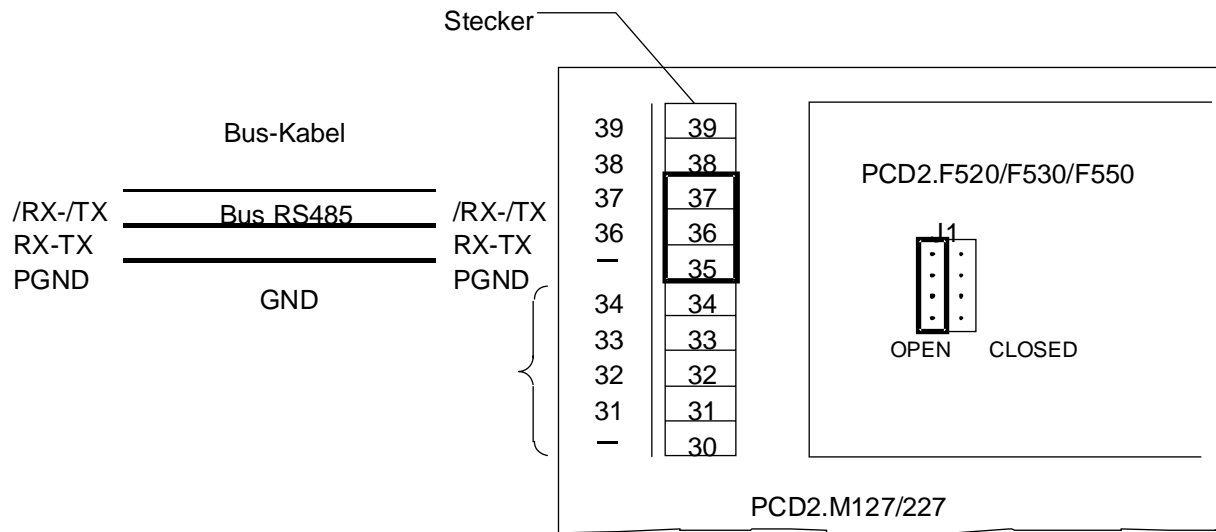 Stecker
Bus-Kabel
/RX-/TX
RX-TX
PGND
Bus RS485
GND
/RX-/TX
RX-TX
PGND
39 39
38 38
37 37
36 36
— 35
34 34
33 33
32 32
31 31
— 30
PCD2.F520/F530/F550
J1
OPEN CLOSED
PCD2.M127/227